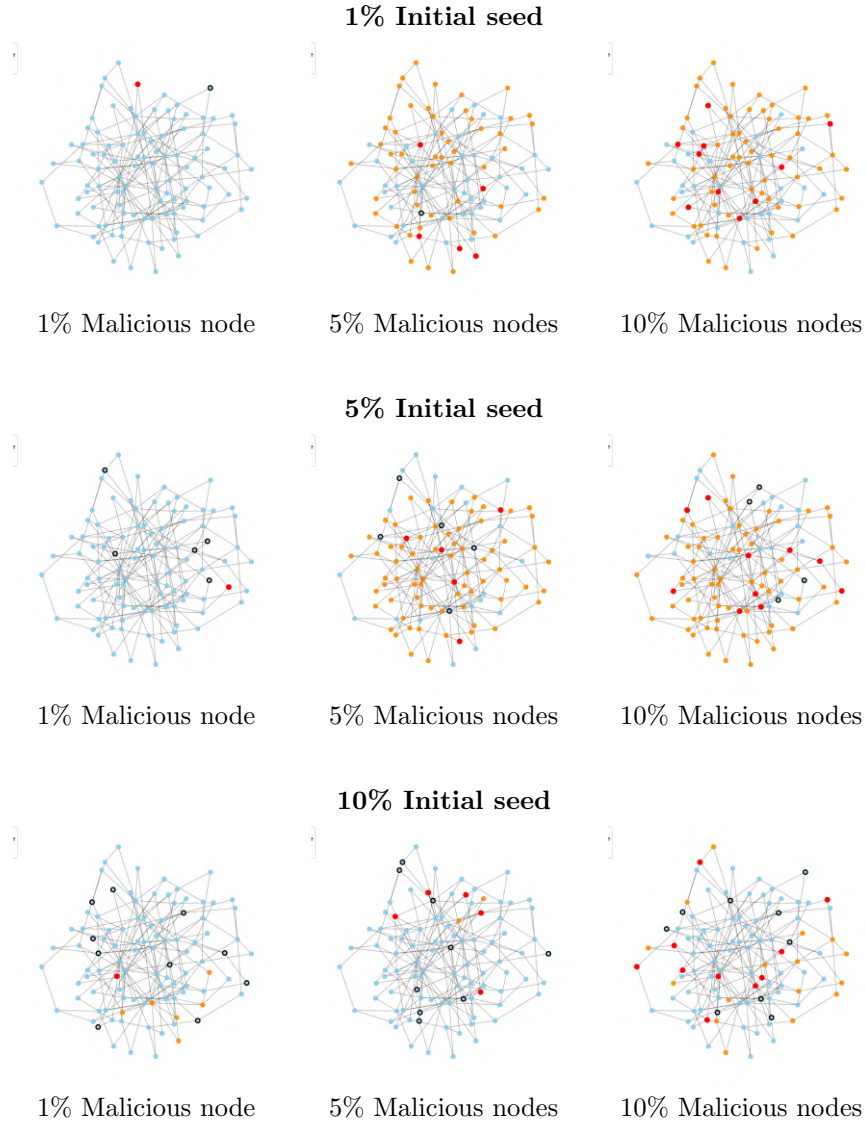 1% Initial seed
1% Malicious node
5% Malicious nodes
10% Malicious nodes
5% Initial seed
1% Malicious node
5% Malicious nodes
10% Malicious nodes
10% Initial seed
1% Malicious node
5% Malicious nodes
10% Malicious nodes